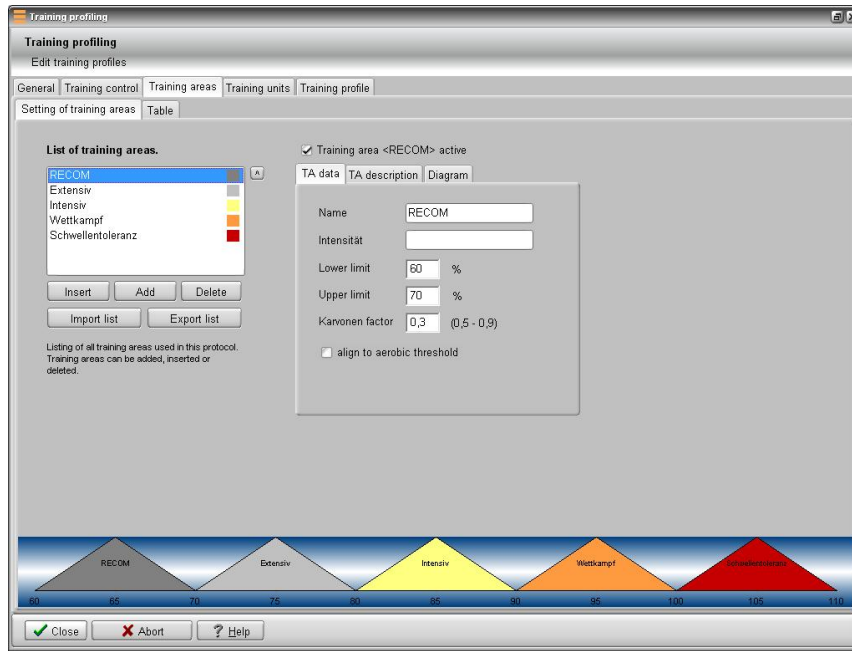 Training profiling
Training profiling
Edit training profiles
General Training control Training areas Training units Training profile
Setting of training areas Table
List of training areas.
RECOM
Extensiv
Intensiv
Wettkampf
Schwellentoleranz
Insert Add Delete
Import list Export list
Listing of all training areas used in this protocol.
Training areas can be added, inserted or
deleted.
Training area <RECOM> active
TA data TA description Diagram
Name RECOM
Intensität
Lower limit 60 %
Upper limit 70 %
Karvonen factor 0,3 (0,5 - 0,9)
align to aerobic threshold
RECOM Extensiv Intensiv Wettkampf Schwellentoleranz
60 65 70 75 80 85 90 95 100 105 110
Close Abort ? Help